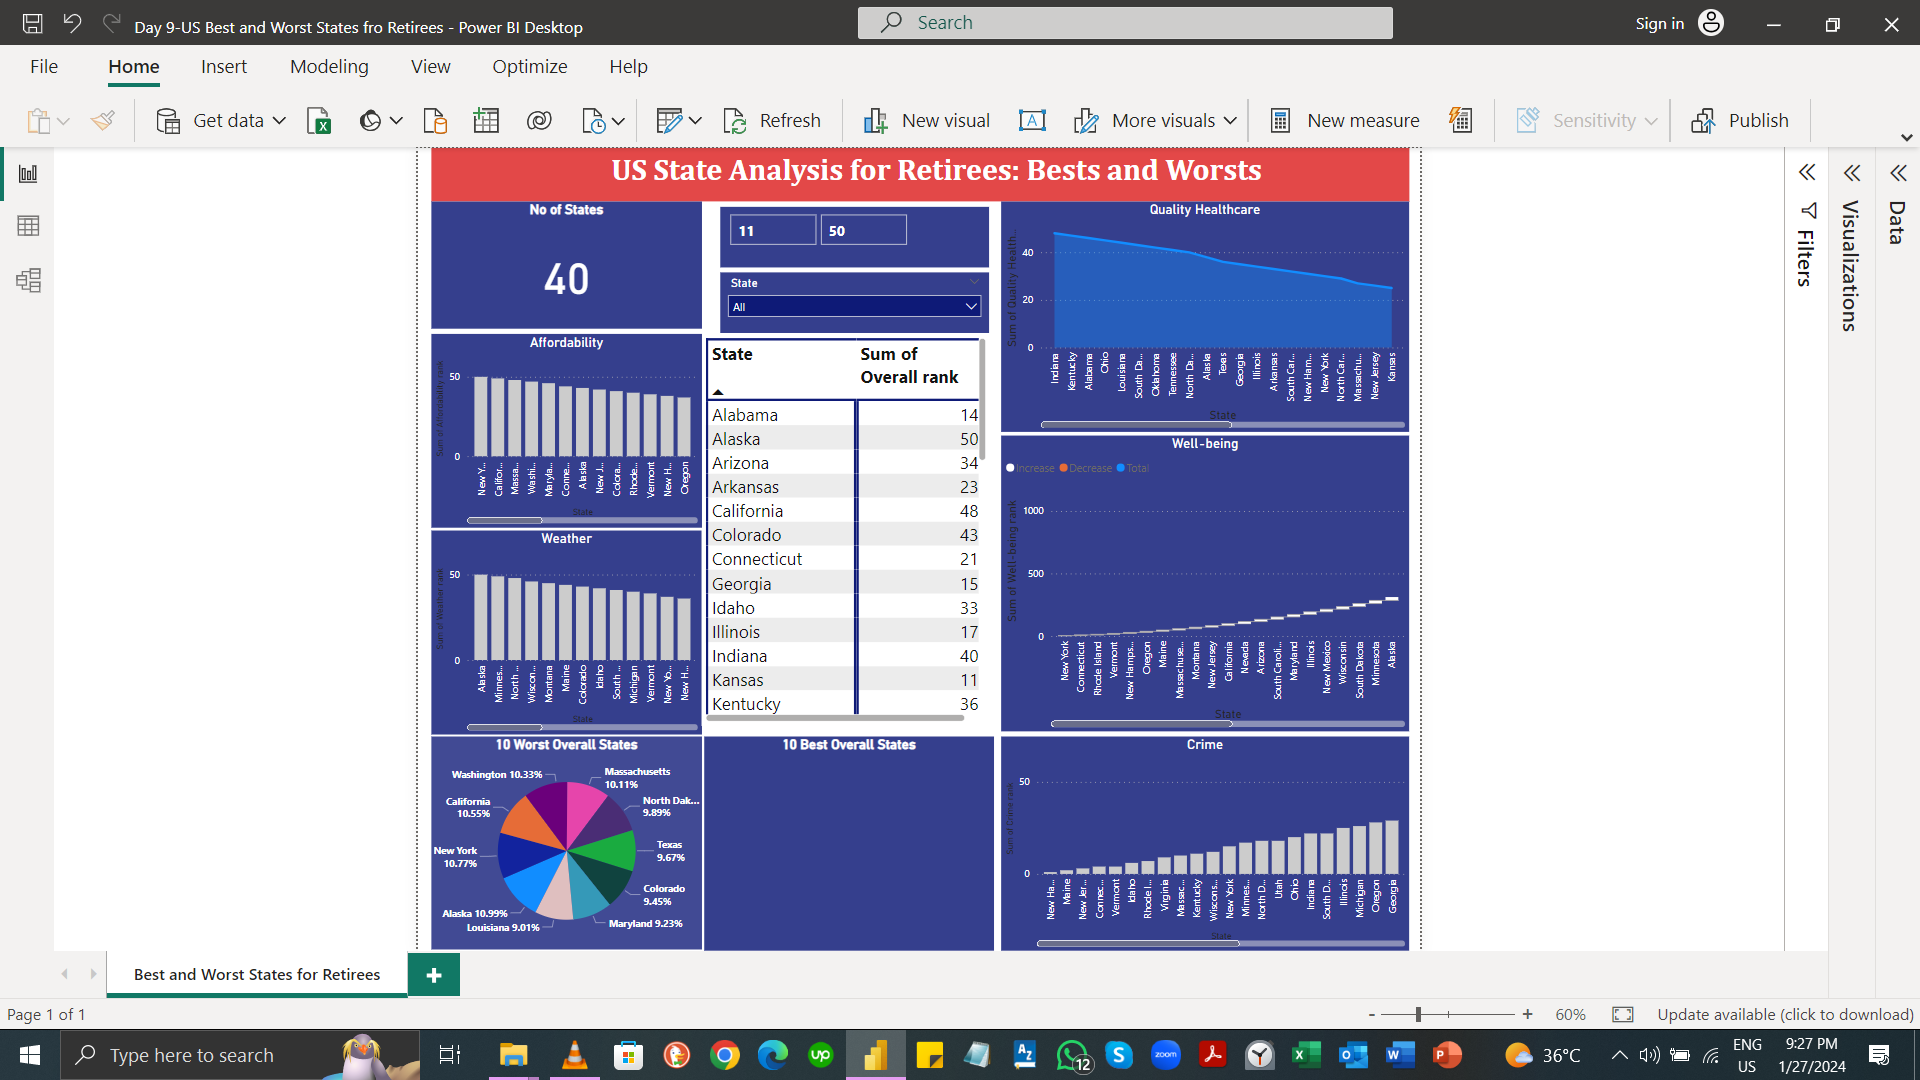 Day 9-US Best and Worst States fro Retirees - Power BI Desktop
Search
Sign in
File Home Insert Modeling View Optimize Help
Get data Refresh New visual More visuals New measure Sensitivity Publish
US State Analysis for Retirees: Bests and Worsts
No of States
40
11 50
State
All
Quality Healthcare
Sum of Quality Health...
40
20
0
Indiana Kentucky Alabama Ohio Louisiana South Da... Oklahoma Tennessee North Da... Alaska Texas Georgia Illinois Arkansas South Car... New Ham... New York North Car... Massachu... New Jersey Kansas
State
Affordability
Sum of Affordability rank
50
0
New Y... Califor... Massa... Washi... Maryla... Conne... Alaska New J... Colora... Rhode... Vermont New H... Oregon
State
State Sum of
Overall rank
Alabama 14
Alaska 50
Arizona 34
Arkansas 23
California 48
Colorado 43
Connecticut 21
Georgia 15
Idaho 33
Illinois 17
Indiana 40
Kansas 11
Kentucky 36
Well-being
Increase Decrease Total
Sum of Well-being rank
1000
500
0
New York Connecticut Rhode Island Vermont New Hamps... Oregon Maine Massachuse... Montana New Jersey California Nevada Arizona South Caroli... Maryland Illinois New Mexico Wisconsin South Dakota Minnesota Alaska
State
Weather
Sum of Weather rank
50
0
Alaska Minnes... North ... Wiscon... Montana Maine Colorado Idaho South ... Michigan Vermont New Yo... New H...
State
10 Worst Overall States
Washington 10.33%
Massachusetts
10.11%
California
10.55%
North Dak...
9.89%
New York
10.77%
Texas
9.67%
Colorado
9.45%
Alaska 10.99%
Louisiana 9.01%
Maryland 9.23%
10 Best Overall States
Crime
Sum of Crime rank
50
0
New Ha... Maine New Jer... Connec... Vermont Idaho Rhode I... Virginia Massac... Kentucky Wiscons... New York Minnes... North D... Utah Ohio Indiana South D... Illinois Michigan Oregon Georgia
State
Filters
Visualizations
Data
Best and Worst States for Retirees
Page 1 of 1
60%
Update available (click to download)
Type here to search
up
zoom
12
36°C
ENG
US
9:27 PM
1/27/2024